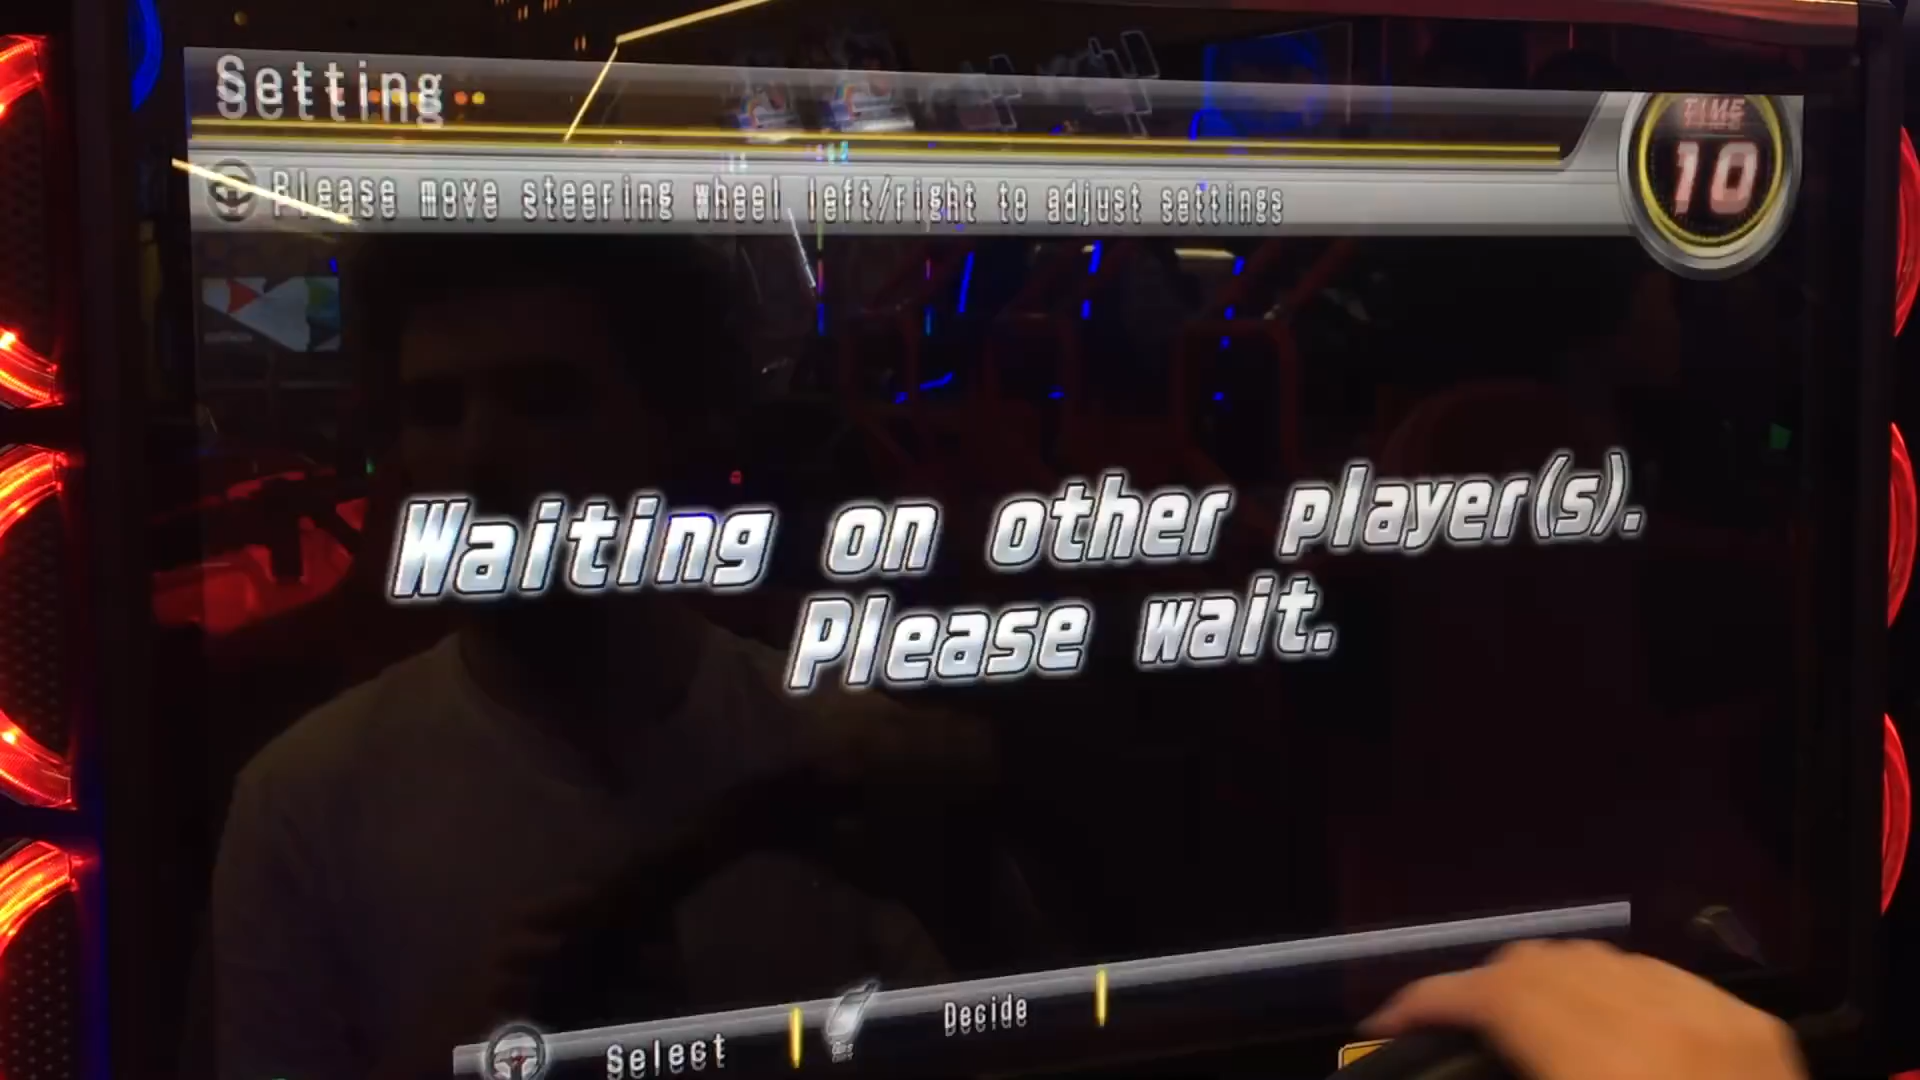 Setting
TIME
10
Please move steering wheel left/right to adjust settings
Waiting on other player(s).
Please wait.
Select
Decide